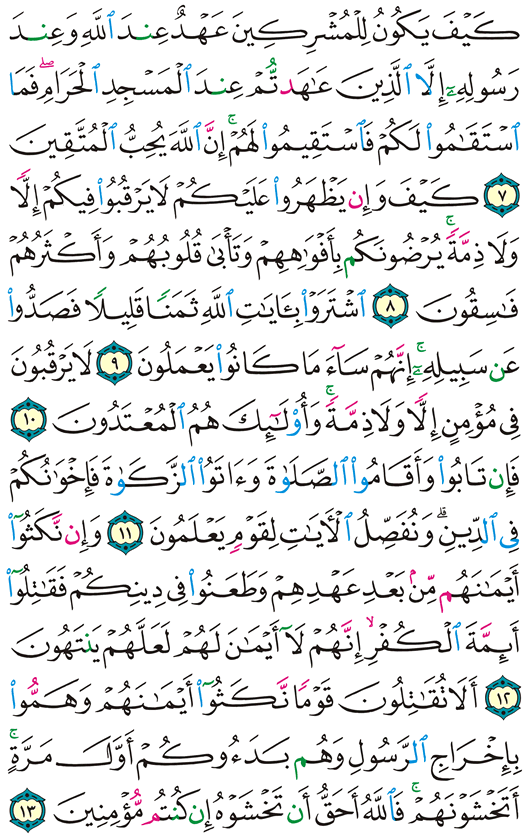 كَيۡفَ يَكُونُ لِلۡمُشۡرِكِينَ عَهۡدٌ عِندَ ٱللَّهِ وَعِندَ
رَسُولِهِۦٓ إِلَّا ٱلَّذِينَ عَٰهَدتُّمۡ عِندَ ٱلۡمَسۡجِدِ ٱلۡحَرَامِۖ فَمَا
ٱسۡتَقَٰمُواْ لَكُمۡ فَٱسۡتَقِيمُواْ لَهُمۡۚ إِنَّ ٱللَّهَ يُحِبُّ ٱلۡمُتَّقِينَ
٧ كَيۡفَ وَإِن يَظۡهَرُواْ عَلَيۡكُمۡ لَا يَرۡقُبُواْ فِيكُمۡ إِلّٗا
وَلَا ذِمَّةٗۚ يُرۡضُونَكُم بِأَفۡوَٰهِهِمۡ وَتَأۡبَىٰ قُلُوبُهُمۡ وَأَكۡثَرُهُمۡ
فَٰسِقُونَ ٨ ٱشۡتَرَوۡاْ بِـَٔايَٰتِ ٱللَّهِ ثَمَنٗا قَلِيلٗا فَصَدُّواْ
عَن سَبِيلِهِۦٓۚ إِنَّهُمۡ سَآءَ مَا كَانُواْ يَعۡمَلُونَ ٩ لَا يَرۡقُبُونَ
فِي مُؤۡمِنٍ إِلّٗا وَلَا ذِمَّةٗۚ وَأُوْلَٰٓئِكَ هُمُ ٱلۡمُعۡتَدُونَ ١٠
فَإِن تَابُواْ وَأَقَامُواْ ٱلصَّلَوٰةَ وَءَاتَوُاْ ٱلزَّكَوٰةَ فَإِخۡوَٰنُكُمۡ
فِي ٱلدِّينِۗ وَنُفَصِّلُ ٱلۡأٓيَٰتِ لِقَوۡمٖ يَعۡلَمُونَ ١١ وَإِن نَّكَثُوٓاْ
أَيۡمَٰنَهُم مِّنۢ بَعۡدِ عَهۡدِهِمۡ وَطَعَنُواْ فِي دِينِكُمۡ فَقَٰتِلُوٓاْ
أَئِمَّةَ ٱلۡكُفۡرِۙ إِنَّهُمۡ لَآ أَيۡمَٰنَ لَهُمۡ لَعَلَّهُمۡ يَنتَهُونَ
١٢ أَلَا تُقَٰتِلُونَ قَوۡمٗا نَّكَثُوٓاْ أَيۡمَٰنَهُمۡ وَهَمُّواْ
بِإِخۡرَاجِ ٱلرَّسُولِ وَهُم بَدَءُوكُمۡ أَوَّلَ مَرَّةٍۚ
أَتَخۡشَوۡنَهُمۡۚ فَٱللَّهُ أَحَقُّ أَن تَخۡشَوۡهُ إِن كُنتُم مُّؤۡمِنِينَ ١٣